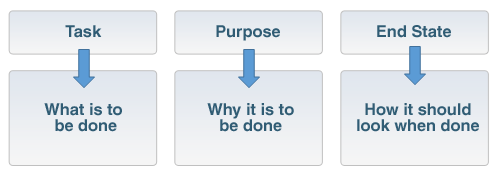 Task
Purpose
End State
What is to
be done
Why it is to
be done
How it should
look when done